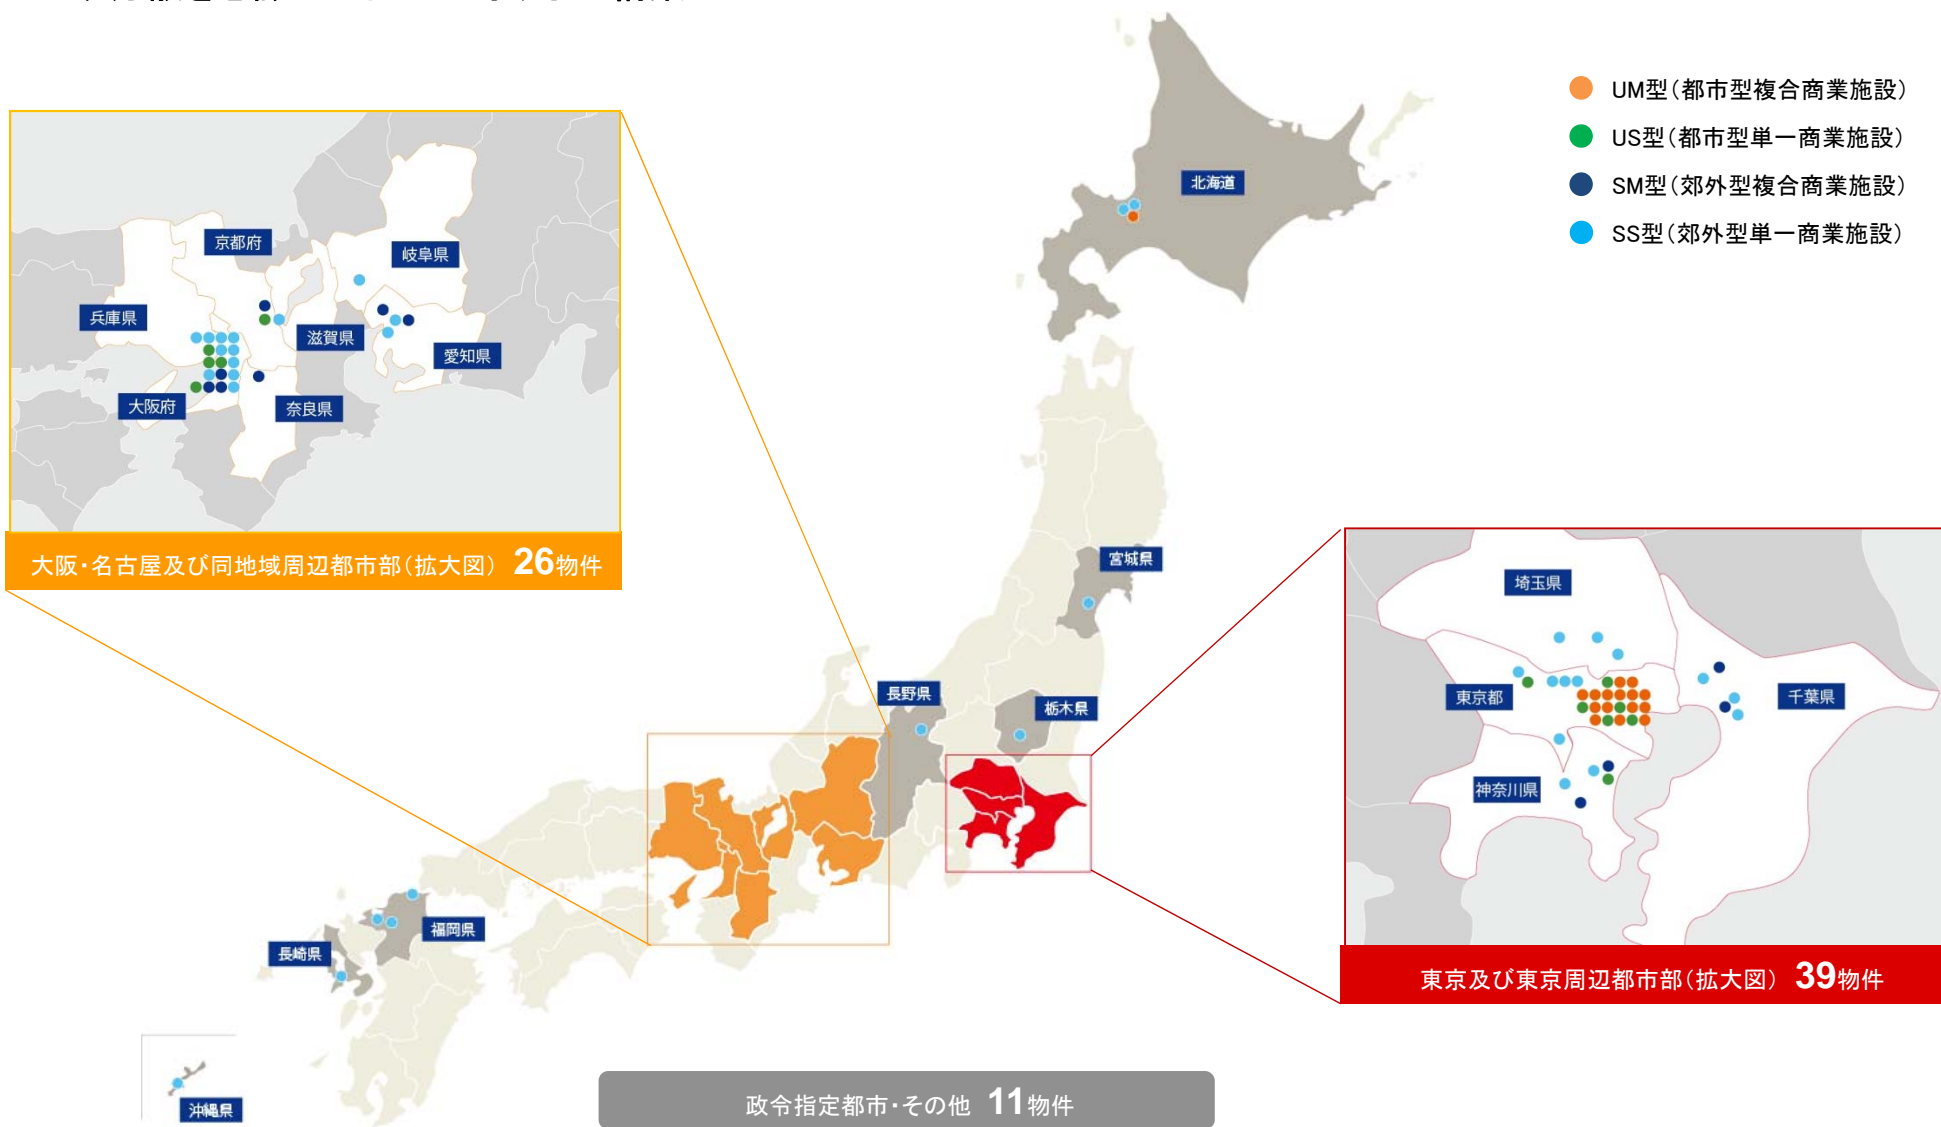 UM型(都市型複合商業施設)
US型(都市型単一商業施設)
SM型(郊外型複合商業施設)
SS型(郊外型単一商業施設)
北海道
京都府
岐阜県
兵庫県
滋賀県
愛知県
大阪府
奈良県
大阪・名古屋及び同地域周辺都市部(拡大図) 26物件
宮城県
長野県
栃木県
埼玉県
東京都
千葉県
神奈川県
東京及び東京周辺都市部(拡大図) 39物件
福岡県
長崎県
沖縄県
政令指定都市・その他 11物件